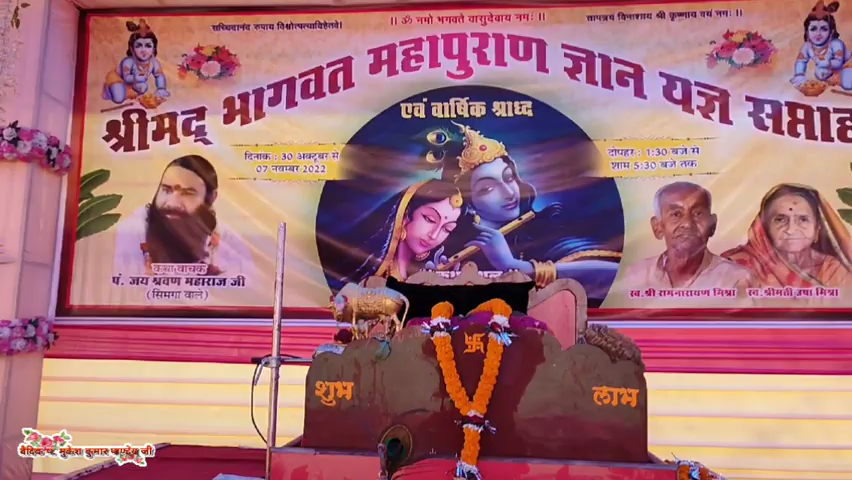 सच्चिदानंद रूपाय विश्वोत्पत्यादिहेतवे।
।। ॐ नमो भगवते वासुदेवाय नमः ।।
तापत्रय विनाशाय श्री कृष्णाय वयं नमः ।।
श्रीमद् भागवत महापुराण ज्ञान यज्ञ सप्ताह
एवं वार्षिक श्राध्द
दिनाँक : 30 अक्टूबर से
07 नवम्बर 2022
दोपहर : 1:30 बजे से
शाम 5:30 बजे तक
कथा वाचक
पं. जय श्रवण महाराज जी
(सिमगा वाले)
स्व.श्री रामनारायण मिश्रा
स्व.श्रीमती उषा मिश्रा
शुभ
लाभ
वैदिक पं. मुकेश कुमार पाण्डेय जी